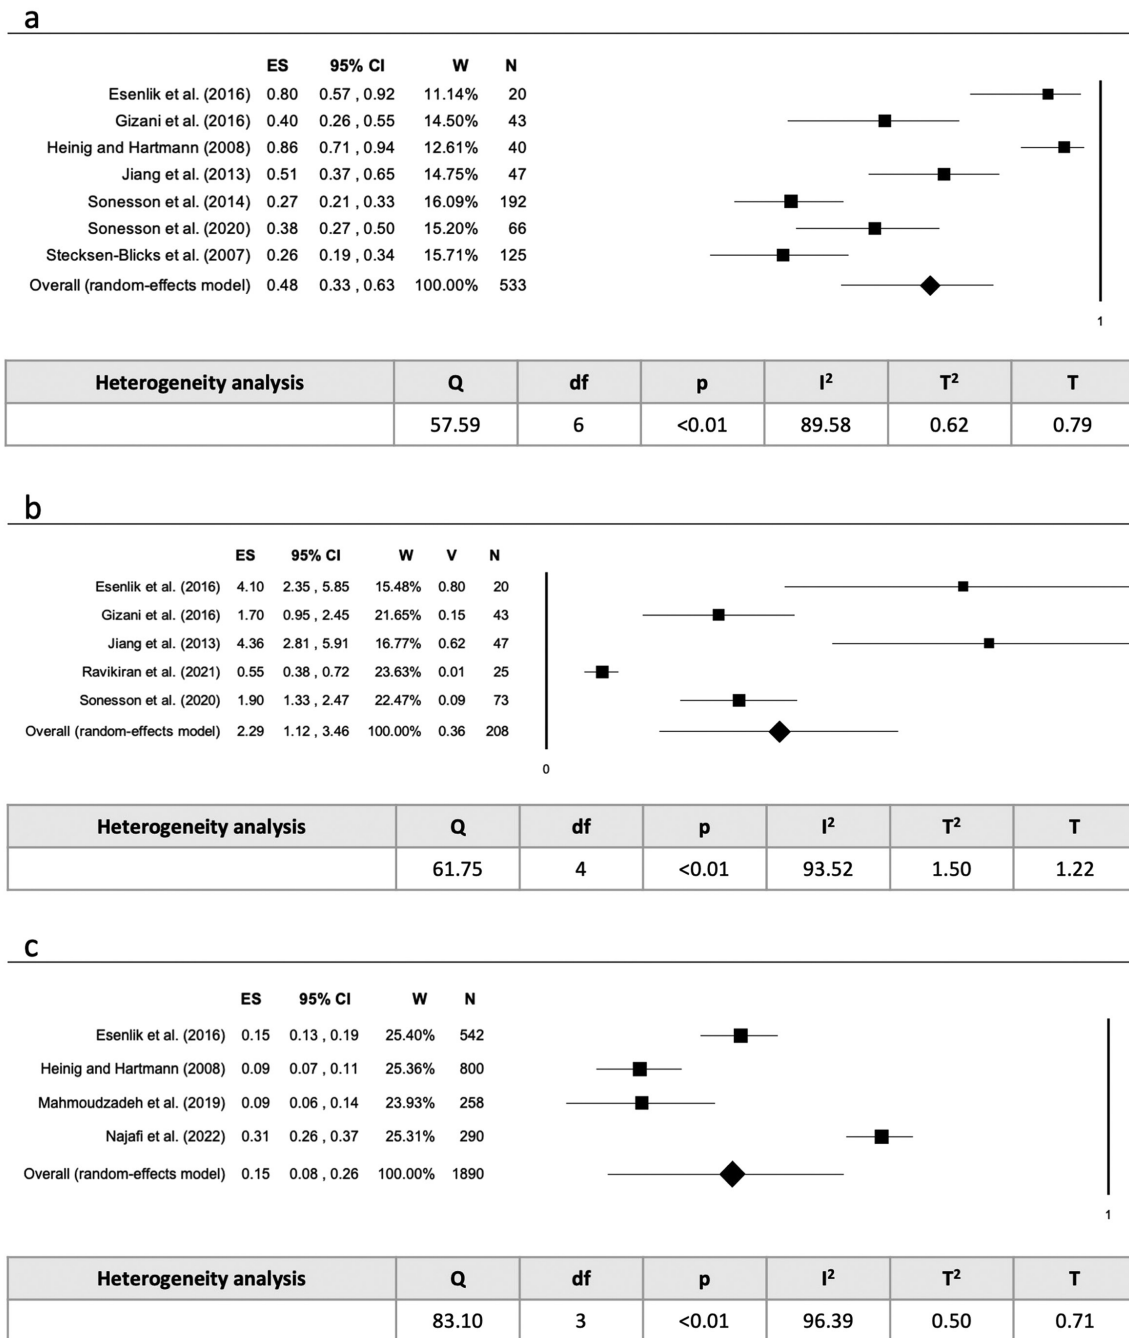 a
ES 95% CI W N
Esenlik et al. (2016) 0.80 0.57 , 0.92 11.14% 20
Gizani et al. (2016) 0.40 0.26 , 0.55 14.50% 43
Heinig and Hartmann (2008) 0.86 0.71 , 0.94 12.61% 40
Jiang et al. (2013) 0.51 0.37 , 0.65 14.75% 47
Sonesson et al. (2014) 0.27 0.21 , 0.33 16.09% 192
Sonesson et al. (2020) 0.38 0.27 , 0.50 15.20% 66
Stecksen-Blicks et al. (2007) 0.26 0.19 , 0.34 15.71% 125
Overall (random-effects model) 0.48 0.33 , 0.63 100.00% 533
1
Heterogeneity analysis Q df p I² T² T
57.59 6 <0.01 89.58 0.62 0.79
b
ES 95% CI W V N
Esenlik et al. (2016) 4.10 2.35 , 5.85 15.48% 0.80 20
Gizani et al. (2016) 1.70 0.95 , 2.45 21.65% 0.15 43
Jiang et al. (2013) 4.36 2.81 , 5.91 16.77% 0.62 47
Ravikiran et al. (2021) 0.55 0.38 , 0.72 23.63% 0.01 25
Sonesson et al. (2020) 1.90 1.33 , 2.47 22.47% 0.09 73
Overall (random-effects model) 2.29 1.12 , 3.46 100.00% 0.36 208
0
Heterogeneity analysis Q df p I² T² T
61.75 4 <0.01 93.52 1.50 1.22
c
ES 95% CI W N
Esenlik et al. (2016) 0.15 0.13 , 0.19 25.40% 542
Heinig and Hartmann (2008) 0.09 0.07 , 0.11 25.36% 800
Mahmoudzadeh et al. (2019) 0.09 0.06 , 0.14 23.93% 258
Najafi et al. (2022) 0.31 0.26 , 0.37 25.31% 290
Overall (random-effects model) 0.15 0.08 , 0.26 100.00% 1890
1
Heterogeneity analysis Q df p I² T² T
83.10 3 <0.01 96.39 0.50 0.71